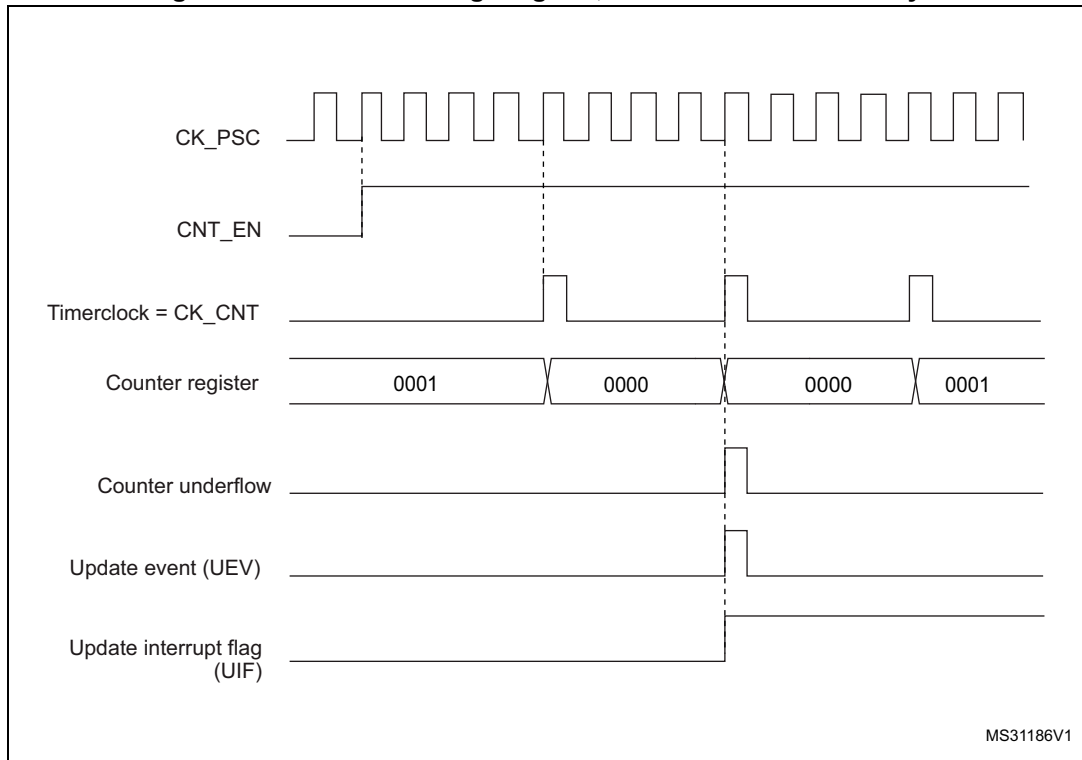 CK_PSC
CNT_EN
Timerclock = CK_CNT
Counter register
0001
0000
0000
0001
Counter underflow
Update event (UEV)
Update interrupt flag
(UIF)
MS31186V1